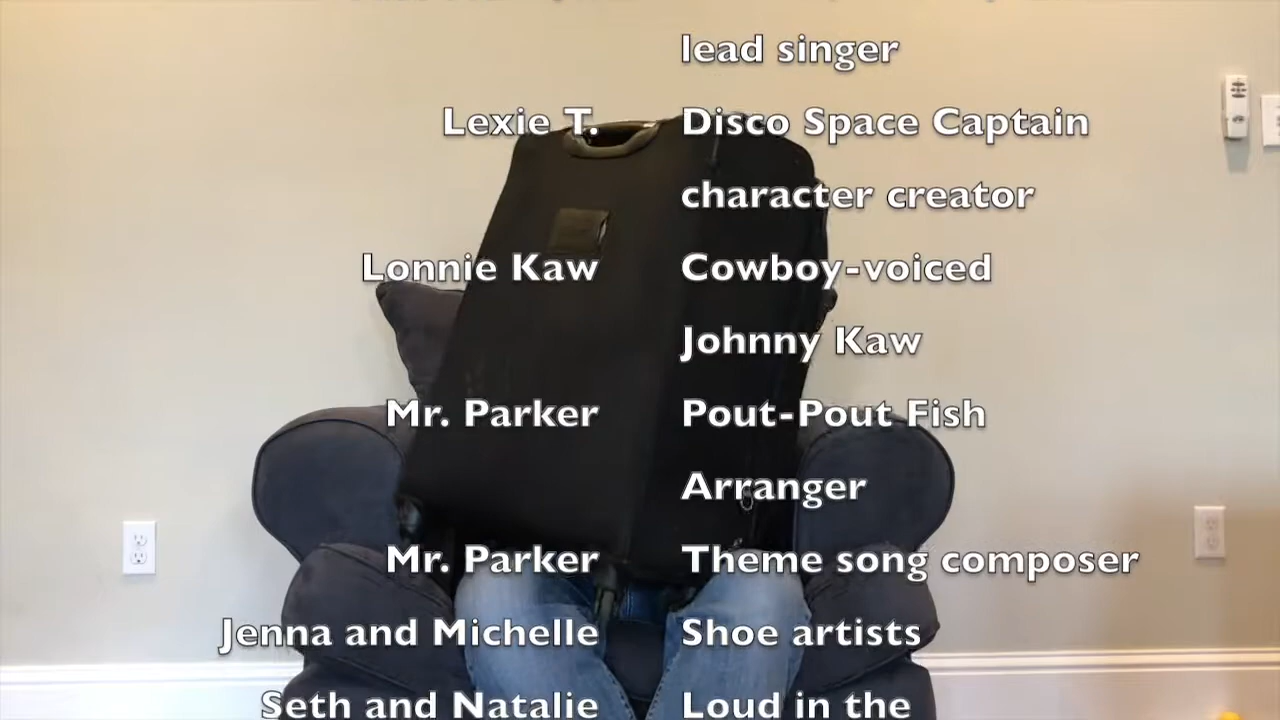 lead singer
Lexie T. Disco Space Captain
character creator
Lonnie Kaw Cowboy-voiced
Johnny Kaw
Mr. Parker Pout-Pout Fish
Arranger
Mr. Parker Theme song composer
Jenna and Michelle Shoe artists
Seth and Natalie Loud in the